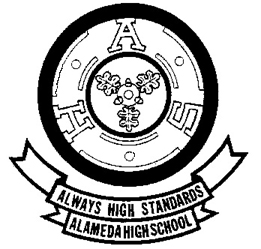 A
H S
ALWAYS HIGH STANDARDS
ALAMEDA HIGH SCHOOL